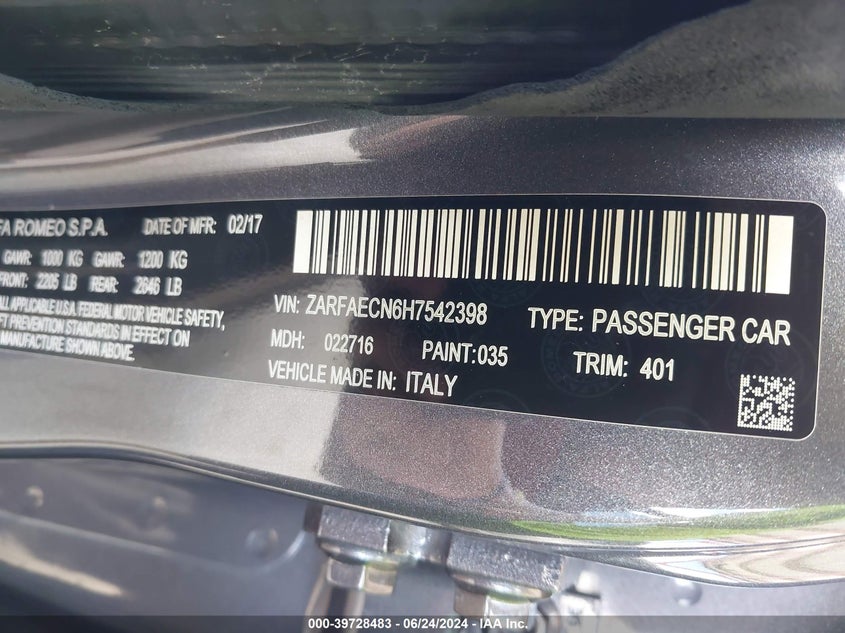 FA ROMEO S.P.A. DATE OF MFR: 02/17
GAWR: 1000 KG GAWR: 1200 KG
FRONT: 2205 LB REAR: 2646 LB
ALL APPLICABLE U.S.A. FEDERAL MOTOR VEHICLE SAFETY,
FT PREVENTION STANDARDS IN EFFECT ON
MANUFACTURE SHOWN ABOVE.
VIN: ZARFAECN6H7542398 TYPE: PASSENGER CAR
MDH: 022716 PAINT:035 TRIM: 401
VEHICLE MADE IN: ITALY
000-39728483 - 06/24/2024 - IAA Inc.